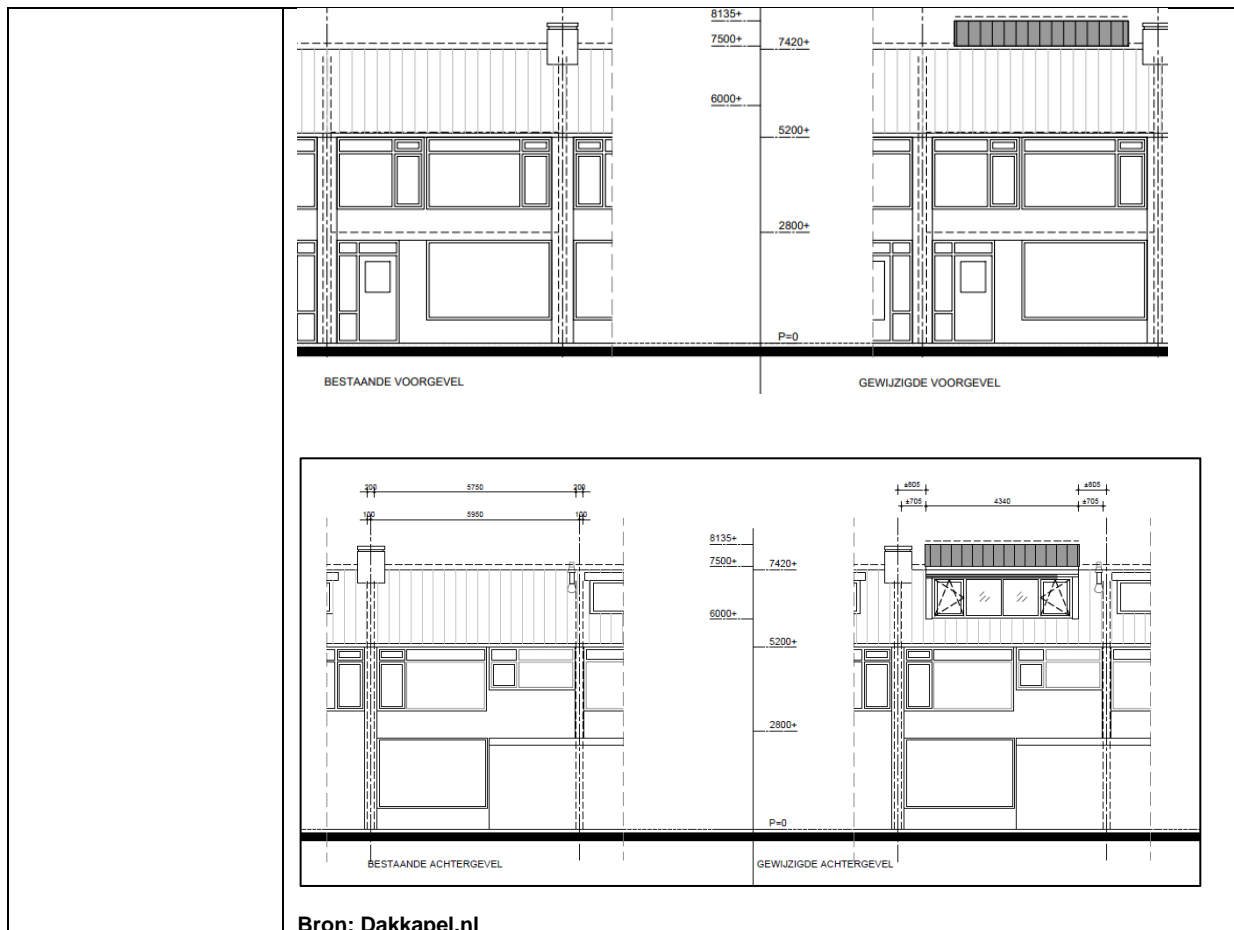 8135+
7500+
7420+
6000+
5200+
2800+
P=0
BESTAANDE VOORGEVEL
GEWIJZIGDE VOORGEVEL
200 5750 200
100 5950 100
±805 ±805
±705 4340 ±705
8135+
7500+
7420+
6000+
5200+
2800+
P=0
BESTAANDE ACHTERGEVEL
GEWIJZIGDE ACHTERGEVEL
Bron: Dakkapel.nl